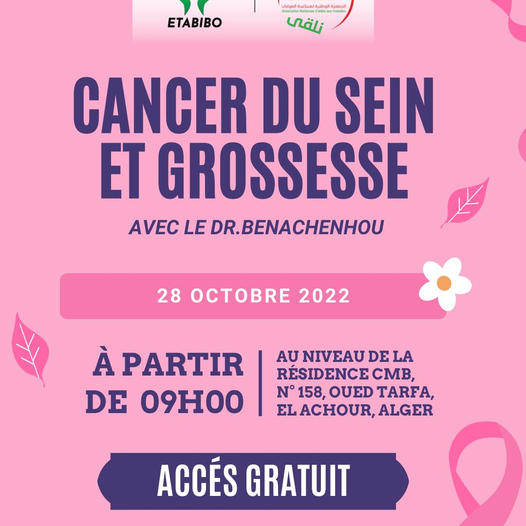 ETABIBO
نلقى
CANCER DU SEIN
ET GROSSESSE
AVEC LE DR.BENACHENHOU
28 OCTOBRE 2022
À PARTIR
DE 09H00
AU NIVEAU DE LA
RÉSIDENCE CMB,
N° 158, OUED TARFA,
EL ACHOUR, ALGER
ACCÉS GRATUIT